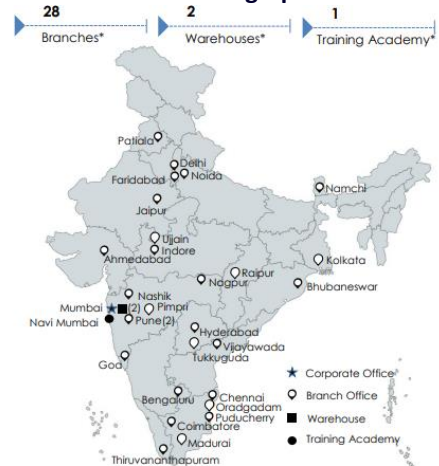 28
2
1
Branches*
Warehouses*
Training Academy*
Patiala
Delhi
Faridabad
Noida
Namchi
Jaipur
Ujjain
Indore
Ahmedabad
Kolkata
Raipur
Nagpur
Bhubaneswar
Nashik
Mumbai
(2)
Pimpri
Navi Mumbai
Pune(2)
Hyderabad
Vijayawada
Tukkuguda
Goa
Corporate Office
Branch Office
Warehouse
Training Academy
Bengaluru
Chennai
Oradgadam
Puducherry
Coimbatore
Madurai
Thiruvananthapuram